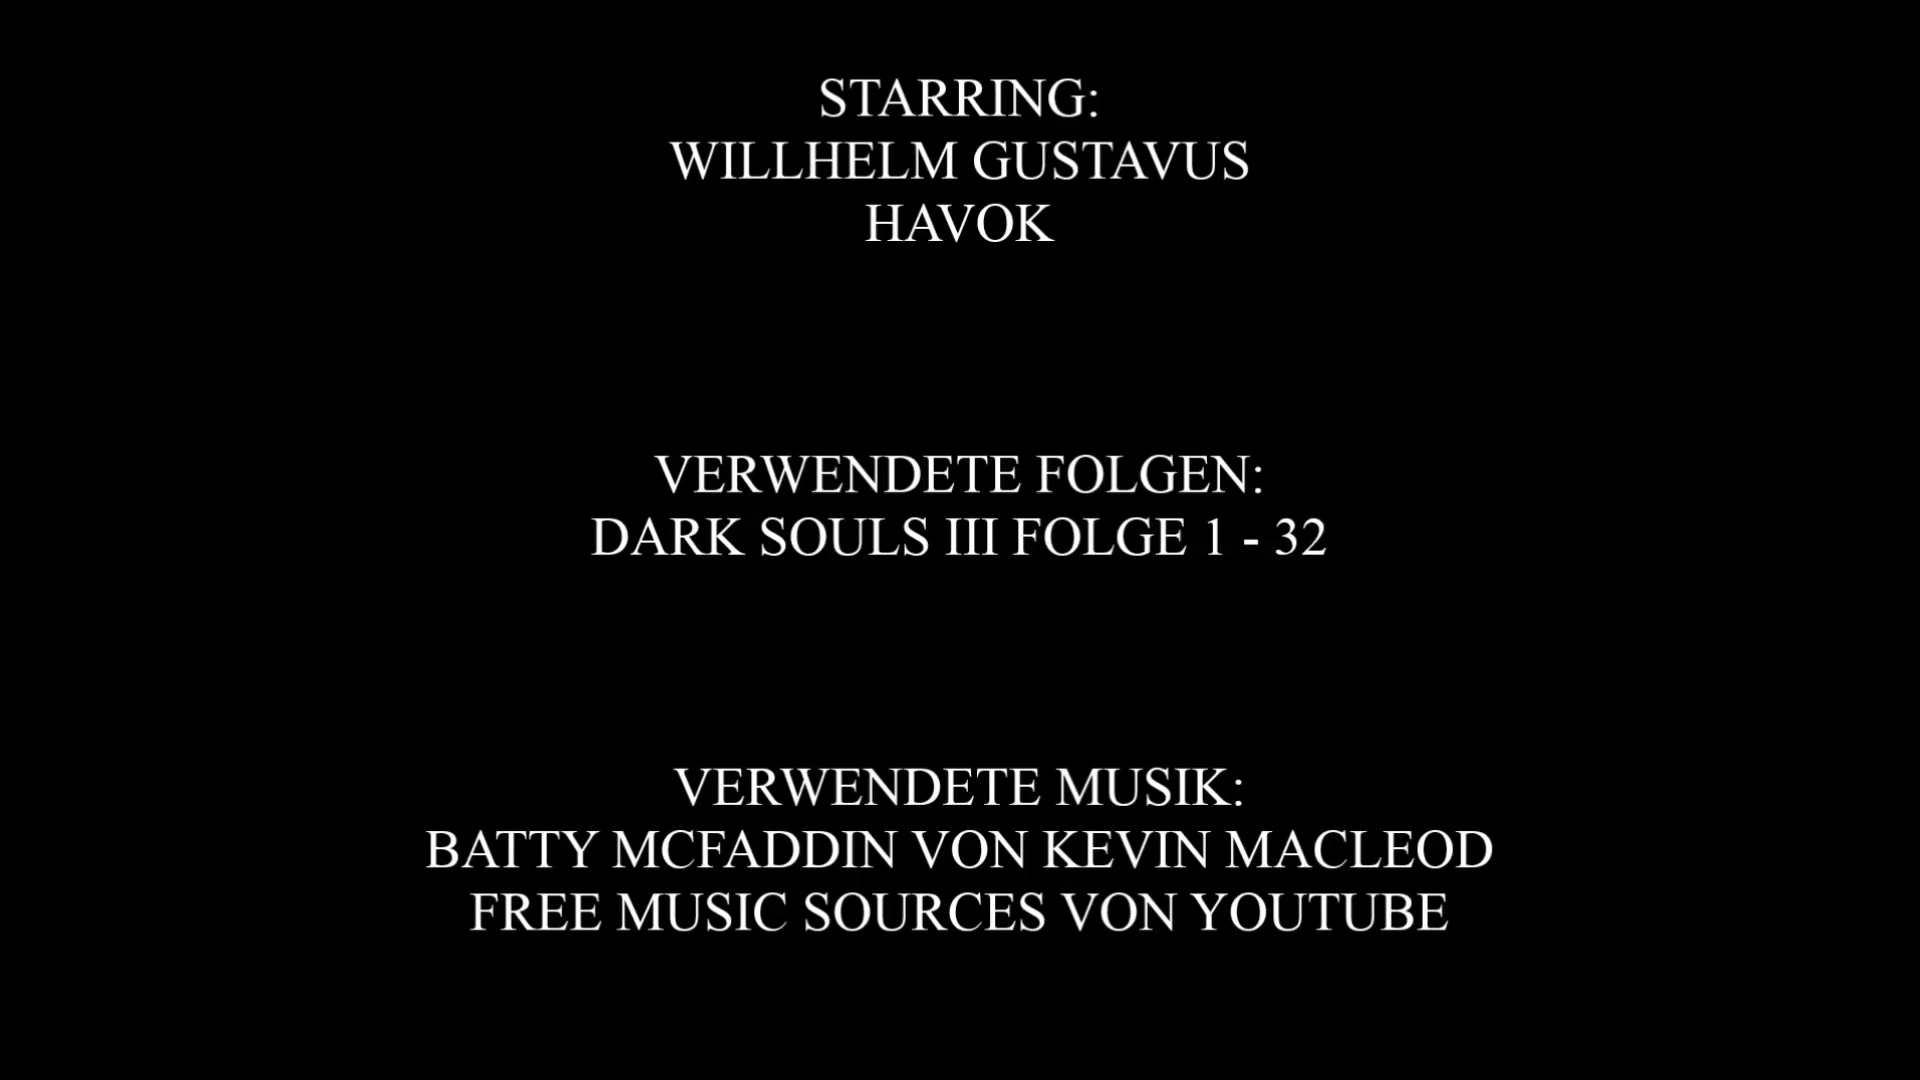 STARRING:
WILLHELM GUSTAVUS
HAVOK
VERWENDETE FOLGEN:
DARK SOULS III FOLGE 1 - 32
VERWENDETE MUSIK:
BATTY MCFADDIN VON KEVIN MACLEOD
FREE MUSIC SOURCES VON YOUTUBE